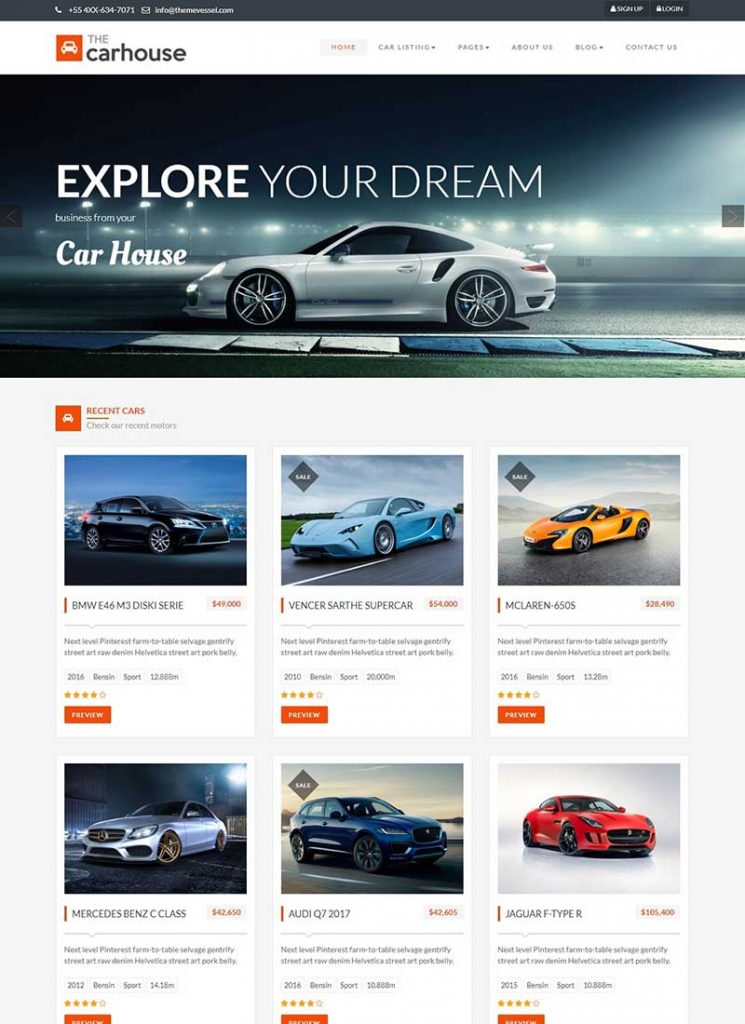 +55 4XX-634-7071 info@themevessel.com SIGN UP LOGIN
THE
carhouse
HOME CAR LISTING PAGES ABOUT US BLOG CONTACT US
EXPLORE YOUR DREAM
business from your
Car House
RECENT CARS
Check our recent motors
SALE
SALE
BMW E46 M3 DISKI SERIE $49.000
VENCER SARTHE SUPERCAR $54,000
MCLAREN-650S $28,490
Next level Pinterest farm-to-table selvage gentrify
street art raw denim Helvetica street art pork belly.
Next level Pinterest farm-to-table selvage gentrify
street art raw denim Helvetica street art pork belly.
Next level Pinterest farm-to-table selvage gentrify
street art raw denim Helvetica street art pork belly.
2016 Bensin Sport 12.888m
2010 Bensin Sport 20.000m
2016 Bensin Sport 13.28m
PREVIEW
PREVIEW
PREVIEW
SALE
MERCEDES BENZ C CLASS $42,650
AUDI Q7 2017 $42,605
JAGUAR F-TYPE R $105,400
Next level Pinterest farm-to-table selvage gentrify
street art raw denim Helvetica street art pork belly.
Next level Pinterest farm-to-table selvage gentrify
street art raw denim Helvetica street art pork belly.
Next level Pinterest farm-to-table selvage gentrify
street art raw denim Helvetica street art pork belly.
2012 Bensin Sport 14.18m
2016 Bensin Sport 10.888m
2015 Bensin Sport 10.888m
PREVIEW
PREVIEW
PREVIEW